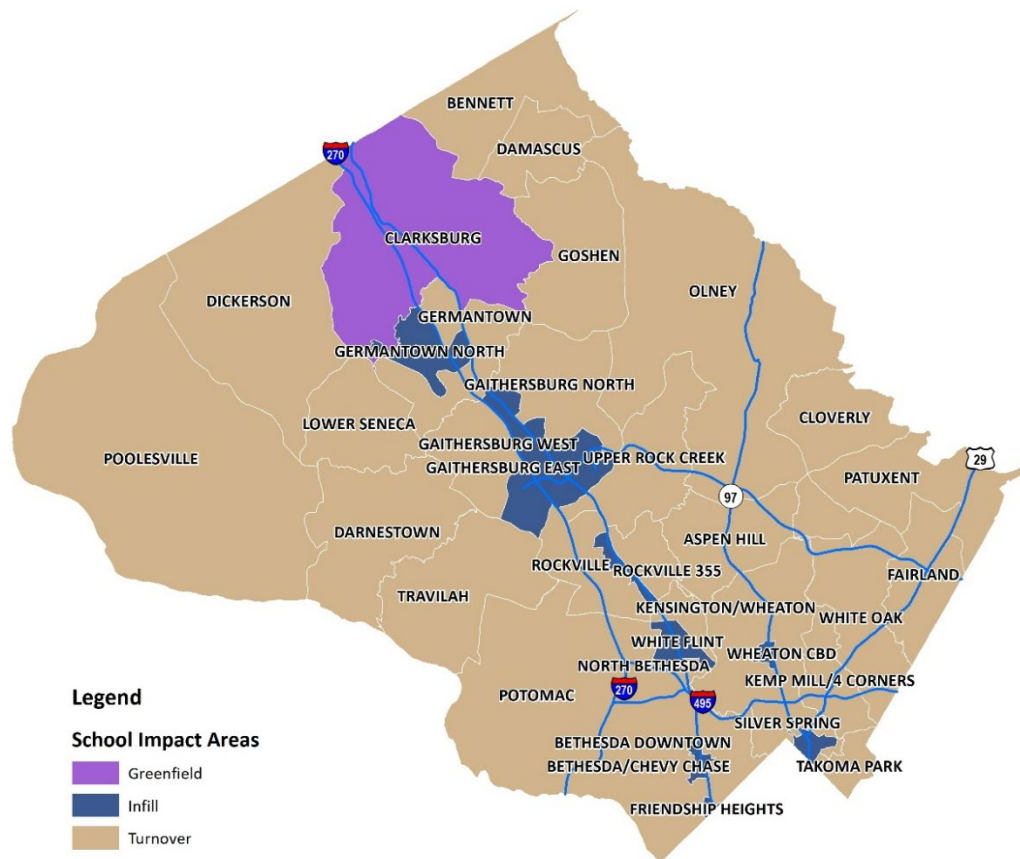 BENNETT
270
DAMASCUS
CLARKSBURG
GOSHEN
OLNEY
DICKERSON
GERMANTOWN
GERMANTOWN NORTH
GAITHERSBURG NORTH
CLOVERLY
LOWER SENECA
GAITHERSBURG WEST
UPPER ROCK CREEK
POOLESVILLE
GAITHERSBURG EAST
29
PATUXENT
97
DARNESTOWN
ASPEN HILL
ROCKVILLE
ROCKVILLE 355
FAIRLAND
TRAVILAH
KENSINGTON/WHEATON
WHITE OAK
WHITE FLINT
WHEATON CBD
NORTH BETHESDA
KEMP MILL/4 CORNERS
POTOMAC
270
495
SILVER SPRING
BETHESDA DOWNTOWN
BETHESDA/CHEVY CHASE
TAKOMA PARK
FRIENDSHIP HEIGHTS
Legend
School Impact Areas
Greenfield
Infill
Turnover